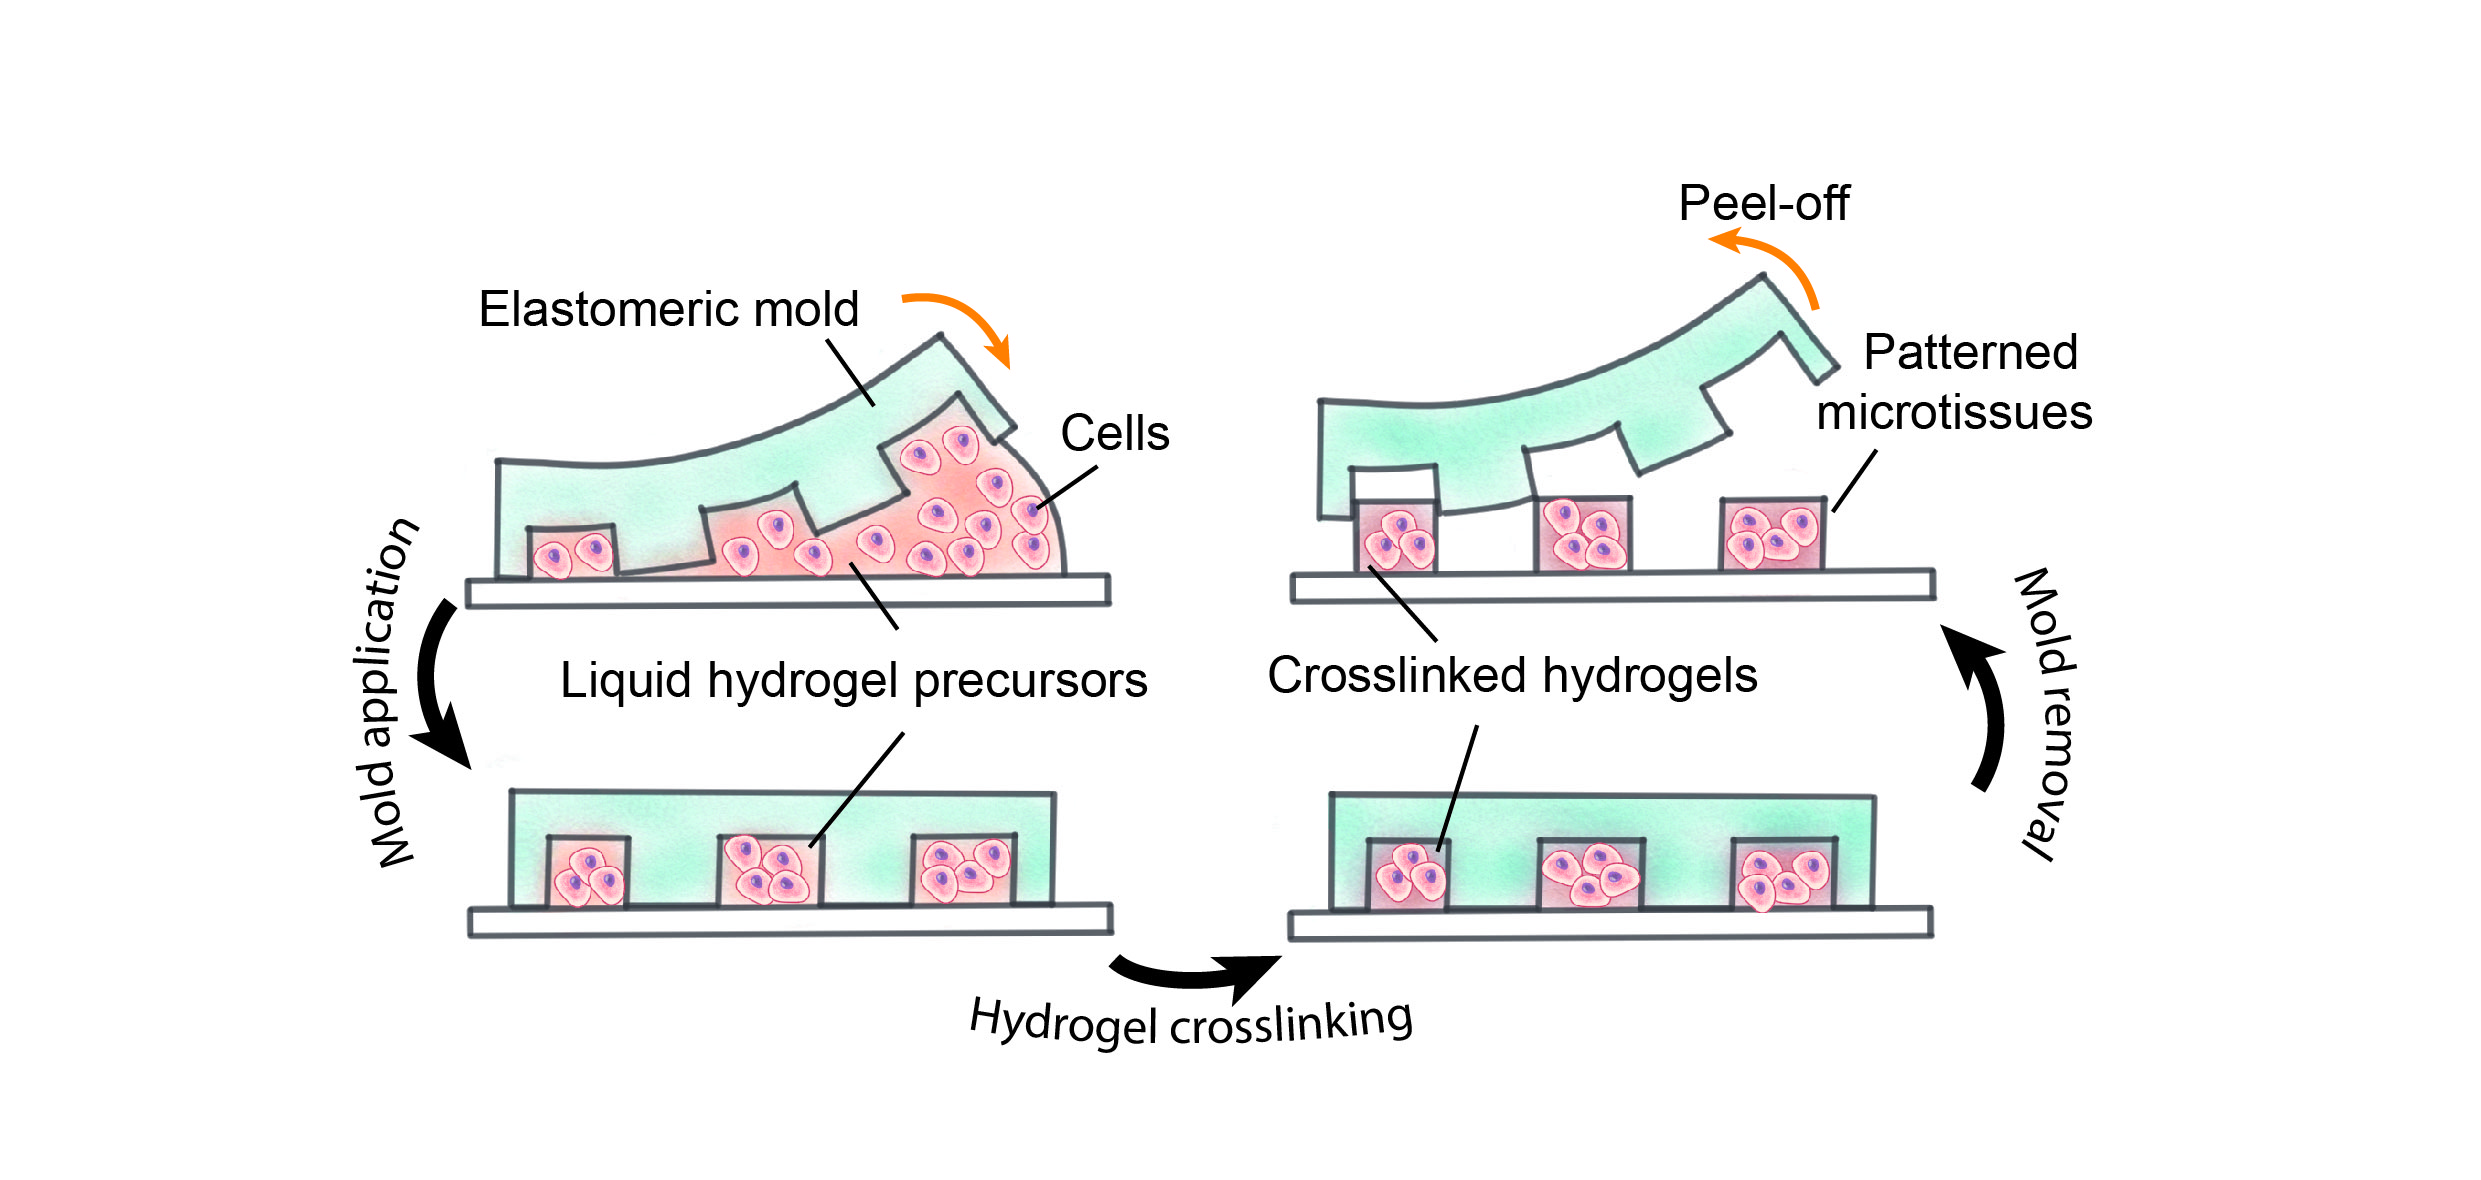 Peel-off
Elastomeric mold
Patterned
microtissues
Cells
Mold application
Liquid hydrogel precursors
Crosslinked hydrogels
Mold removal
Hydrogel crosslinking